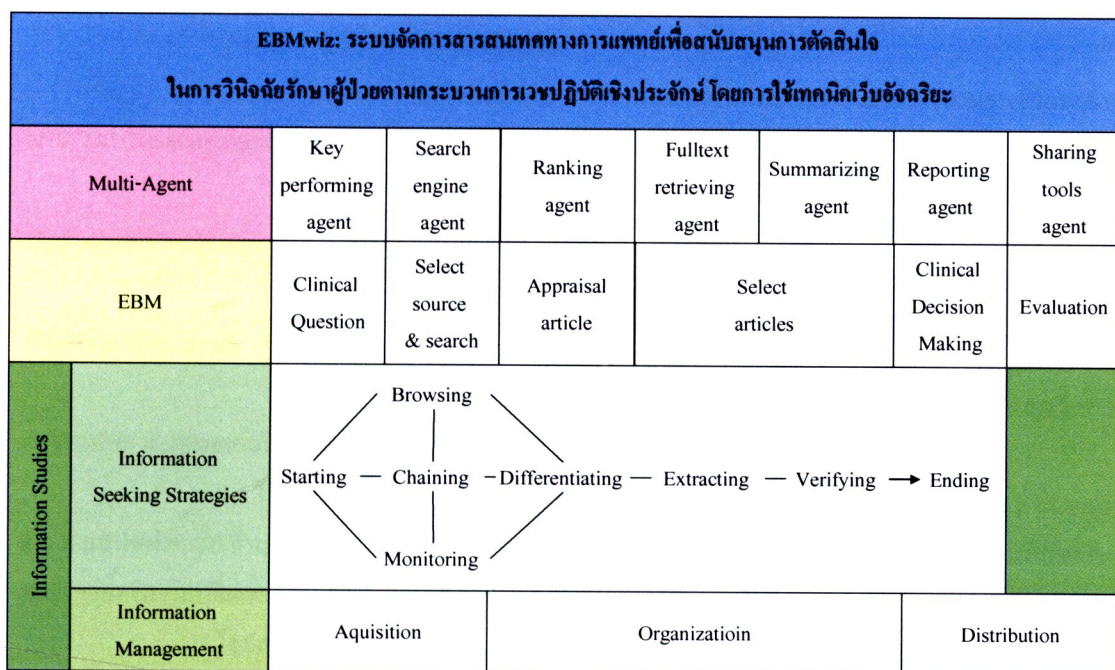 EBMwiz: ระบบจัดการสารสนเทศทางการแพทย์เพื่อสนับสนุนการตัดสินใจ
ในการวินิจฉัยรักษาผู้ป่วยตามกระบวนการเวชปฏิบัติเชิงประจักษ์ โดยการใช้เทคนิคเว็บอัจฉริยะ
Multi-Agent
Key
performing
agent
Search
engine
agent
Ranking
agent
Fulltext
retrieving
agent
Summarizing
agent
Reporting
agent
Sharing
tools
agent
EBM
Clinical
Question
Select
source
& search
Appraisal
article
Select
articles
Clinical
Decision
Making
Evaluation
Information Studies
Information
Seeking Strategies
Browsing
Starting
Chaining
Differentiating
Extracting
Verifying
Ending
Monitoring
Information
Management
Aquisition
Organizatioin
Distribution